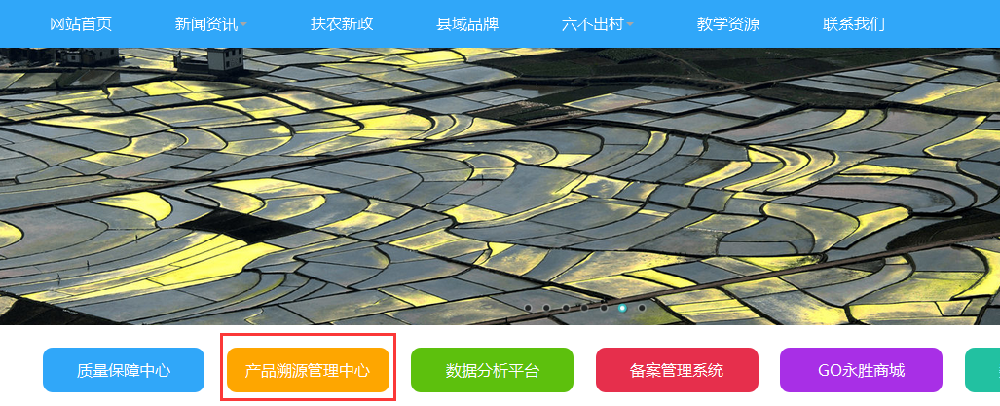 网站首页 新闻资讯 扶农新政 县域品牌 六不出村 教学资源 联系我们
质量保障中心 产品溯源管理中心 数据分析平台 备案管理系统 GO永胜商城